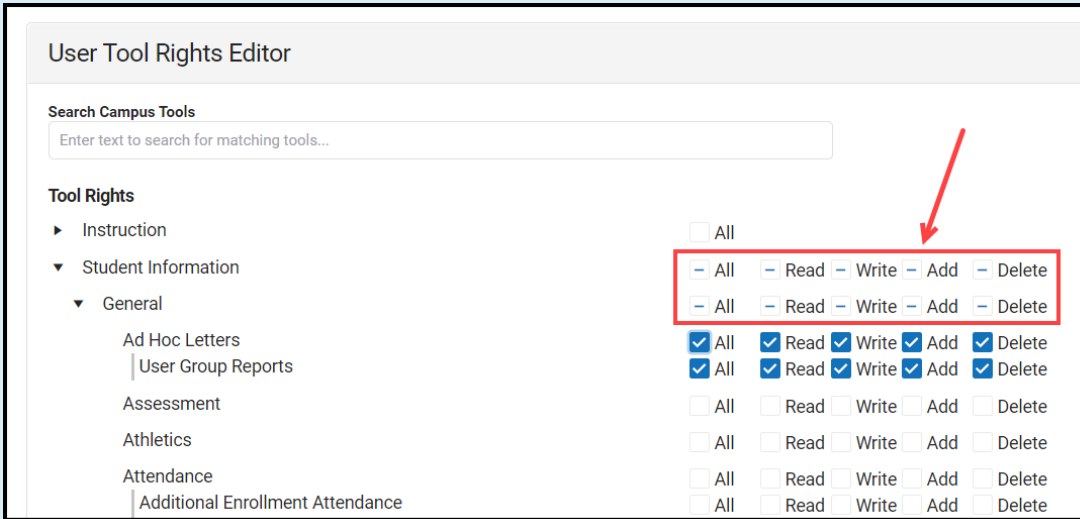 User Tool Rights Editor
Search Campus Tools
Enter text to search for matching tools...
Tool Rights
Instruction All
Student Information All Read Write Add Delete
General All Read Write Add Delete
Ad Hoc Letters All Read Write Add Delete
User Group Reports All Read Write Add Delete
Assessment All Read Write Add Delete
Athletics All Read Write Add Delete
Attendance All Read Write Add Delete
Additional Enrollment Attendance All Read Write Add Delete